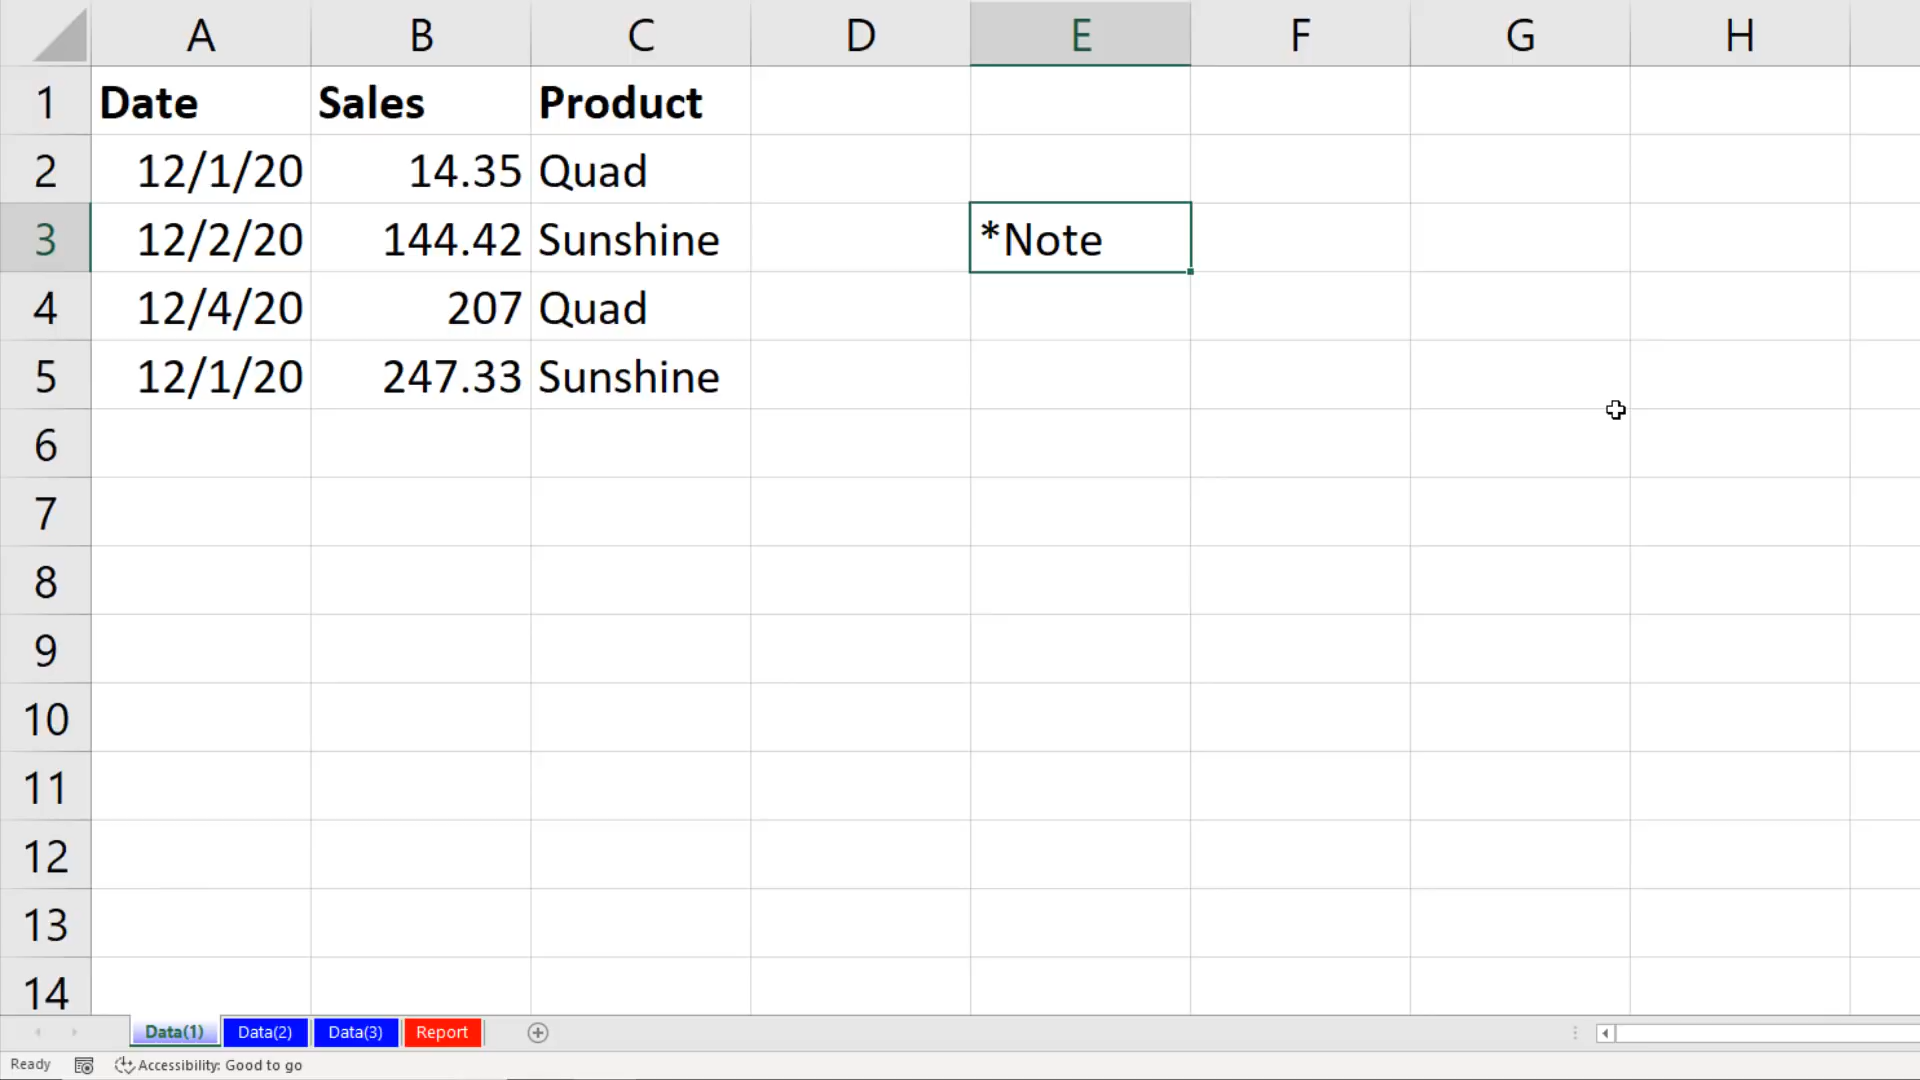 A B C D E F G H
1 Date Sales Product
2 12/1/20 14.35 Quad
3 12/2/20 144.42 Sunshine *Note
4 12/4/20 207 Quad
5 12/1/20 247.33 Sunshine
6
7
8
9
10
11
12
13
14
Data(1) Data(2) Data(3) Report
Ready Accessibility: Good to go